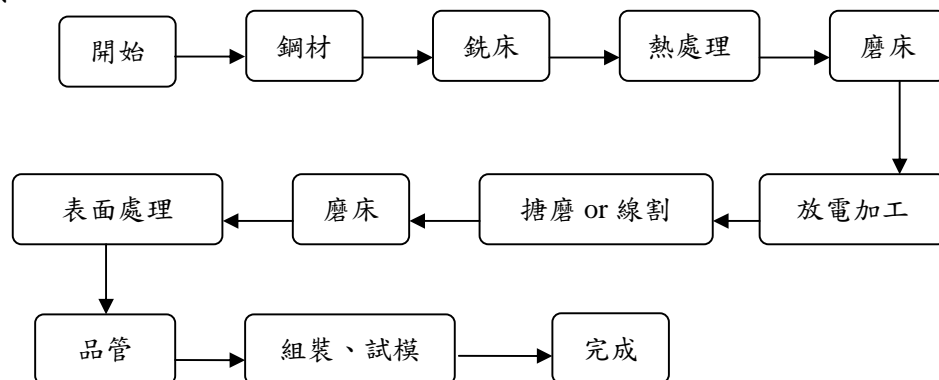 開始
鋼材
銑床
熱處理
磨床
放電加工
搪磨 or 線割
磨床
表面處理
品管
組裝、試模
完成